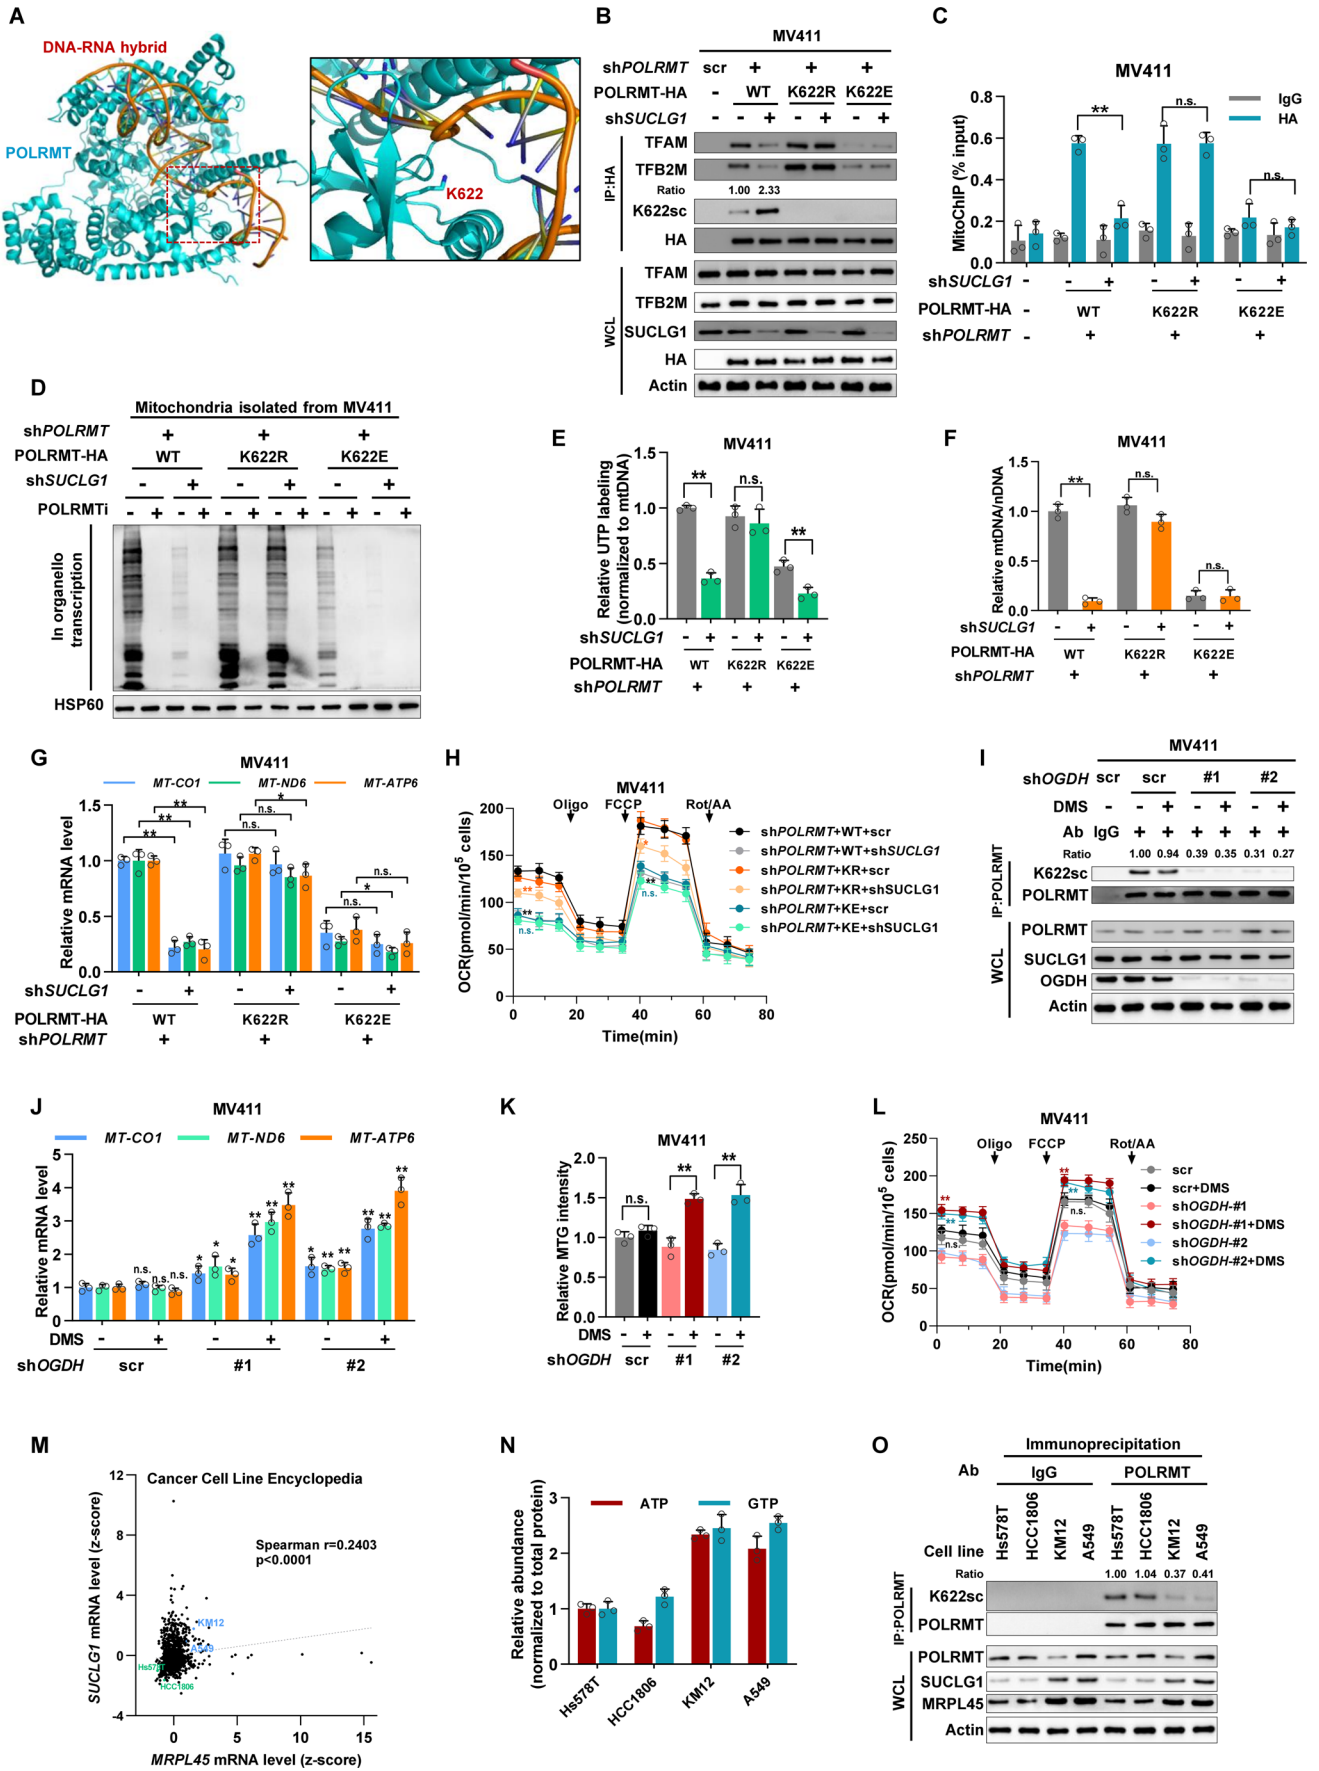 A
DNA-RNA hybrid
POLRMT
K622
B
MV411
shPOLRMT scr + + +
POLRMT-HA - WT K622R K622E
shSUCLG1 - - + - + - +
IP:HA
TFAM
TFB2M
Ratio 1.00 2.33
K622sc
HA
WCL
TFAM
TFB2M
SUCLG1
HA
Actin
C
MV411
IgG
HA
MitoChIP (% input)
0.8
0.6
0.4
0.2
0.0
** n.s. n.s.
shSUCLG1 - - + - + - +
POLRMT-HA - WT K622R K622E
shPOLRMT - + + +
D
Mitochondria isolated from MV411
shPOLRMT + + +
POLRMT-HA WT K622R K622E
shSUCLG1 - + - + - +
POLRMTi - + - + - + - + - + - +
In organello transcription
HSP60
E
MV411
Relative UTP labeling
(normalized to mtDNA)
1.5
1.0
0.5
0.0
** n.s. **
shSUCLG1 - + - + - +
POLRMT-HA WT K622R K622E
shPOLRMT + + +
F
MV411
Relative mtDNA/nDNA
1.5
1.0
0.5
0.0
** n.s. n.s.
shSUCLG1 - + - + - +
POLRMT-HA WT K622R K622E
shPOLRMT + + +
G
MV411
MT-CO1 MT-ND6 MT-ATP6
Relative mRNA level
1.5
1.0
0.5
0.0
** ** ** n.s. n.s. * n.s. * n.s.
shSUCLG1 - + - + - +
POLRMT-HA WT K622R K622E
shPOLRMT + + +
H
MV411
Oligo FCCP Rot/AA
OCR(pmol/min/10⁵ cells)
200
150
100
50
0
0 20 40 60 80
Time(min)
** ** n.s. * ** n.s.
shPOLRMT+WT+scr
shPOLRMT+WT+shSUCLG1
shPOLRMT+KR+scr
shPOLRMT+KR+shSUCLG1
shPOLRMT+KE+scr
shPOLRMT+KE+shSUCLG1
I
MV411
shOGDH scr scr #1 #2
DMS - - + - + - +
Ab IgG + + + + + +
Ratio 1.00 0.94 0.39 0.35 0.31 0.27
IP:POLRMT
K622sc
POLRMT
WCL
POLRMT
SUCLG1
OGDH
Actin
J
MV411
MT-CO1 MT-ND6 MT-ATP6
Relative mRNA level
5
4
3
2
1
0
n.s. n.s. n.s. * * * ** ** ** * ** ** ** ** **
DMS - + - + - +
shOGDH scr #1 #2
K
MV411
Relative MTG intensity
2.0
1.5
1.0
0.5
0.0
n.s. ** **
DMS - + - + - +
shOGDH scr #1 #2
L
MV411
Oligo FCCP Rot/AA
OCR(pmol/min/10⁵ cells)
250
200
150
100
50
0
0 20 40 60 80
Time(min)
** ** n.s. ** ** n.s.
scr
scr+DMS
shOGDH-#1
shOGDH-#1+DMS
shOGDH-#2
shOGDH-#2+DMS
M
Cancer Cell Line Encyclopedia
Spearman r=0.2403
p<0.0001
SUCLG1 mRNA level (z-score)
12
8
4
0
-4
KM12
A549
Hs578T
HCC1806
0 5 10 15
MRPL45 mRNA level (z-score)
N
ATP GTP
Relative abundance
(normalized to total protein)
3
2
1
0
Hs578T HCC1806 KM12 A549
O
Immunoprecipitation
Ab IgG POLRMT
Cell line Hs578T HCC1806 KM12 A549 Hs578T HCC1806 KM12 A549
Ratio 1.00 1.04 0.37 0.41
IP:POLRMT
K622sc
POLRMT
WCL
POLRMT
SUCLG1
MRPL45
Actin